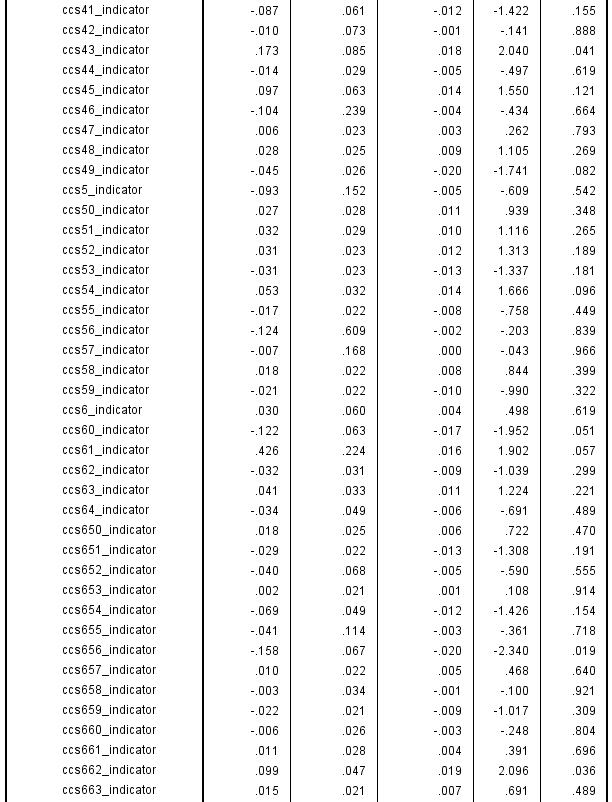 ccs41_indicator -.087 .061 -.012 -1.422 .155
ccs42_indicator -.010 .073 -.001 -.141 .888
ccs43_indicator .173 .085 .018 2.040 .041
ccs44_indicator -.014 .029 -.005 -.497 .619
ccs45_indicator .097 .063 .014 1.550 .121
ccs46_indicator -.104 .239 -.004 -.434 .664
ccs47_indicator .006 .023 .003 .262 .793
ccs48_indicator .028 .025 .009 1.105 .269
ccs49_indicator -.045 .026 -.020 -1.741 .082
ccs5_indicator -.093 .152 -.005 -.609 .542
ccs50_indicator .027 .028 .011 .939 .348
ccs51_indicator .032 .029 .010 1.116 .265
ccs52_indicator .031 .023 .012 1.313 .189
ccs53_indicator -.031 .023 -.013 -1.337 .181
ccs54_indicator .053 .032 .014 1.666 .096
ccs55_indicator -.017 .022 -.008 -.758 .449
ccs56_indicator -.124 .609 -.002 -.203 .839
ccs57_indicator -.007 .168 .000 -.043 .966
ccs58_indicator .018 .022 .008 .844 .399
ccs59_indicator -.021 .022 -.010 -.990 .322
ccs6_indicator .030 .060 .004 .498 .619
ccs60_indicator -.122 .063 -.017 -1.952 .051
ccs61_indicator .426 .224 .016 1.902 .057
ccs62_indicator -.032 .031 -.009 -1.039 .299
ccs63_indicator .041 .033 .011 1.224 .221
ccs64_indicator -.034 .049 -.006 -.691 .489
ccs650_indicator .018 .025 .006 .722 .470
ccs651_indicator -.029 .022 -.013 -1.308 .191
ccs652_indicator -.040 .068 -.005 -.590 .555
ccs653_indicator .002 .021 .001 .108 .914
ccs654_indicator -.069 .049 -.012 -1.426 .154
ccs655_indicator -.041 .114 -.003 -.361 .718
ccs656_indicator -.158 .067 -.020 -2.340 .019
ccs657_indicator .010 .022 .005 .468 .640
ccs658_indicator -.003 .034 -.001 -.100 .921
ccs659_indicator -.022 .021 -.009 -1.017 .309
ccs660_indicator -.006 .026 -.003 -.248 .804
ccs661_indicator .011 .028 .004 .391 .696
ccs662_indicator .099 .047 .019 2.096 .036
ccs663_indicator .015 .021 .007 .691 .489